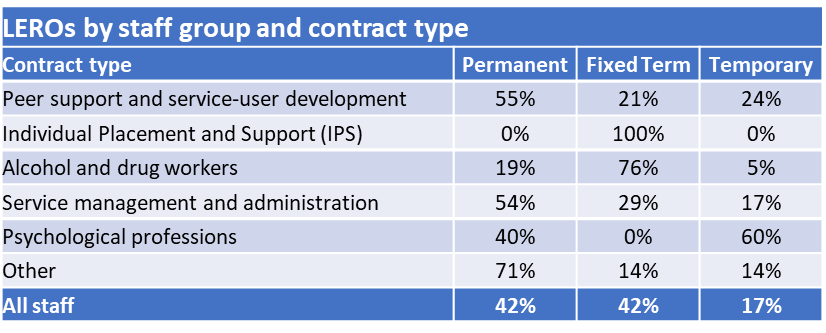 LEROs by staff group and contract type
Contract type Permanent Fixed Term Temporary
Peer support and service-user development 55% 21% 24%
Individual Placement and Support (IPS) 0% 100% 0%
Alcohol and drug workers 19% 76% 5%
Service management and administration 54% 29% 17%
Psychological professions 40% 0% 60%
Other 71% 14% 14%
All staff 42% 42% 17%